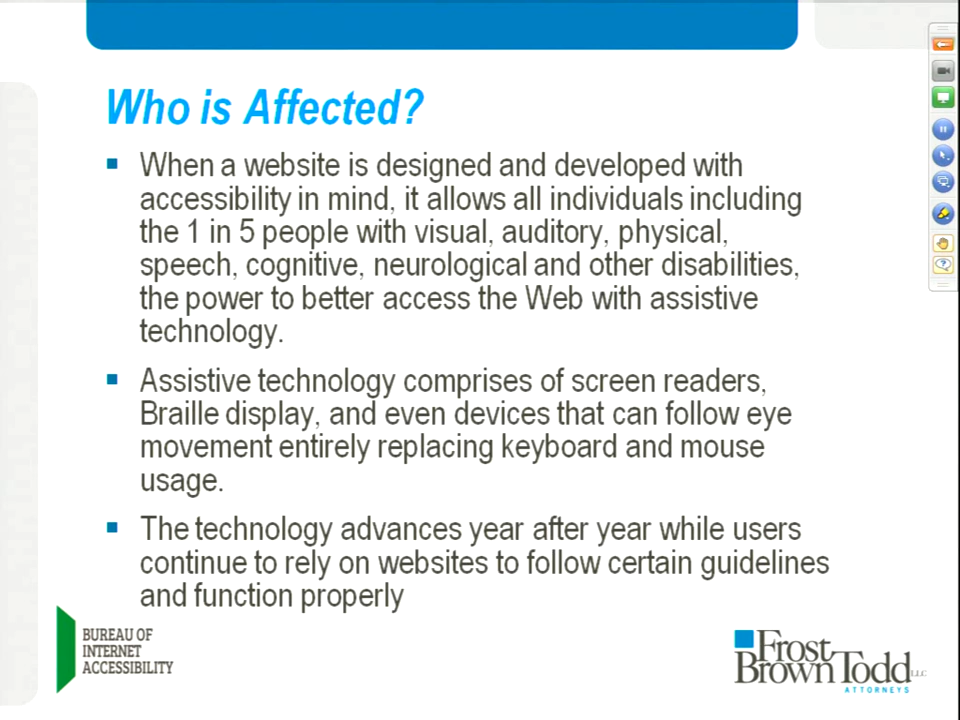 Who is Affected?
When a website is designed and developed with
accessibility in mind, it allows all individuals including
the 1 in 5 people with visual, auditory, physical,
speech, cognitive, neurological and other disabilities,
the power to better access the Web with assistive
technology.
Assistive technology comprises of screen readers,
Braille display, and even devices that can follow eye
movement entirely replacing keyboard and mouse
usage.
The technology advances year after year while users
continue to rely on websites to follow certain guidelines
and function properly
BUREAU OF
INTERNET
ACCESSIBILITY
Frost
Brown Todd LLC
ATTORNEYS